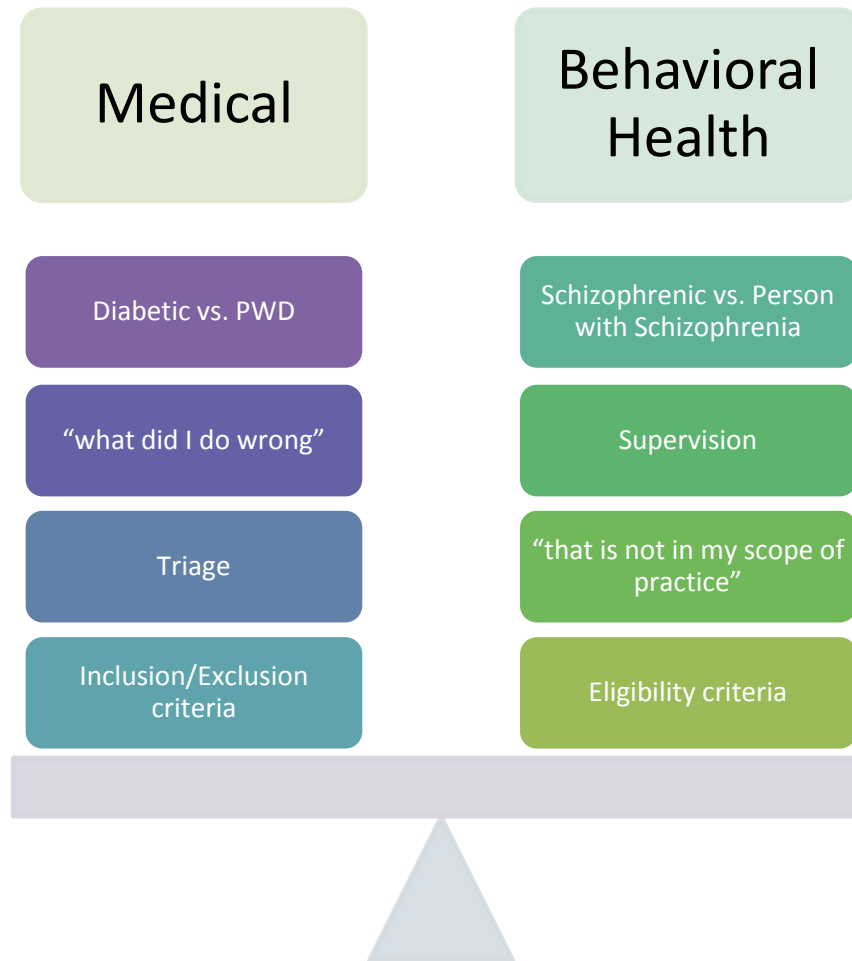 Medical
Diabetic vs. PWD
“what did I do wrong”
Triage
Inclusion/Exclusion
criteria
Behavioral
Health
Schizophrenic vs. Person
with Schizophrenia
Supervision
“that is not in my scope of
practice”
Eligibility criteria